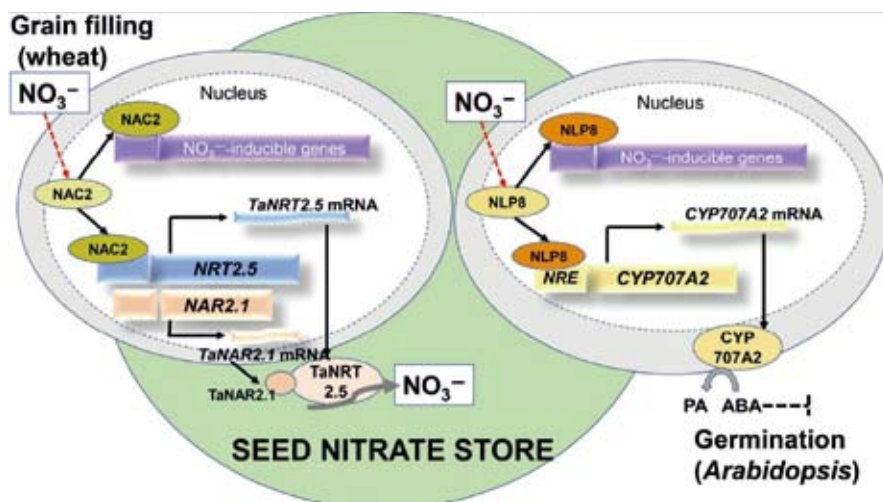 Grain filling
(wheat)
NO₃⁻
Nucleus
NAC2
NO₃⁻-inducible genes
NAC2
TaNRT2.5 mRNA
NAC2
NRT2.5
NAR2.1
TaNAR2.1 mRNA
TaNAR2.1
TaNRT
2.5
NO₃⁻
SEED NITRATE STORE
NO₃⁻
Nucleus
NLP8
NO₃⁻-inducible genes
NLP8
CYP707A2 mRNA
NLP8
NRE
CYP707A2
CYP
707A2
PA
ABA
Germination
(Arabidopsis)